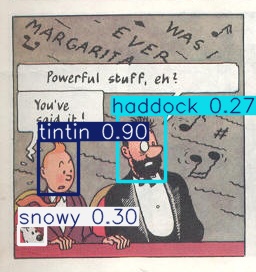 MARGARITA
EVER
WAS I
Powerful stuff, eh?
You've
said it!
haddock 0.27
tintin 0.90
snowy 0.30